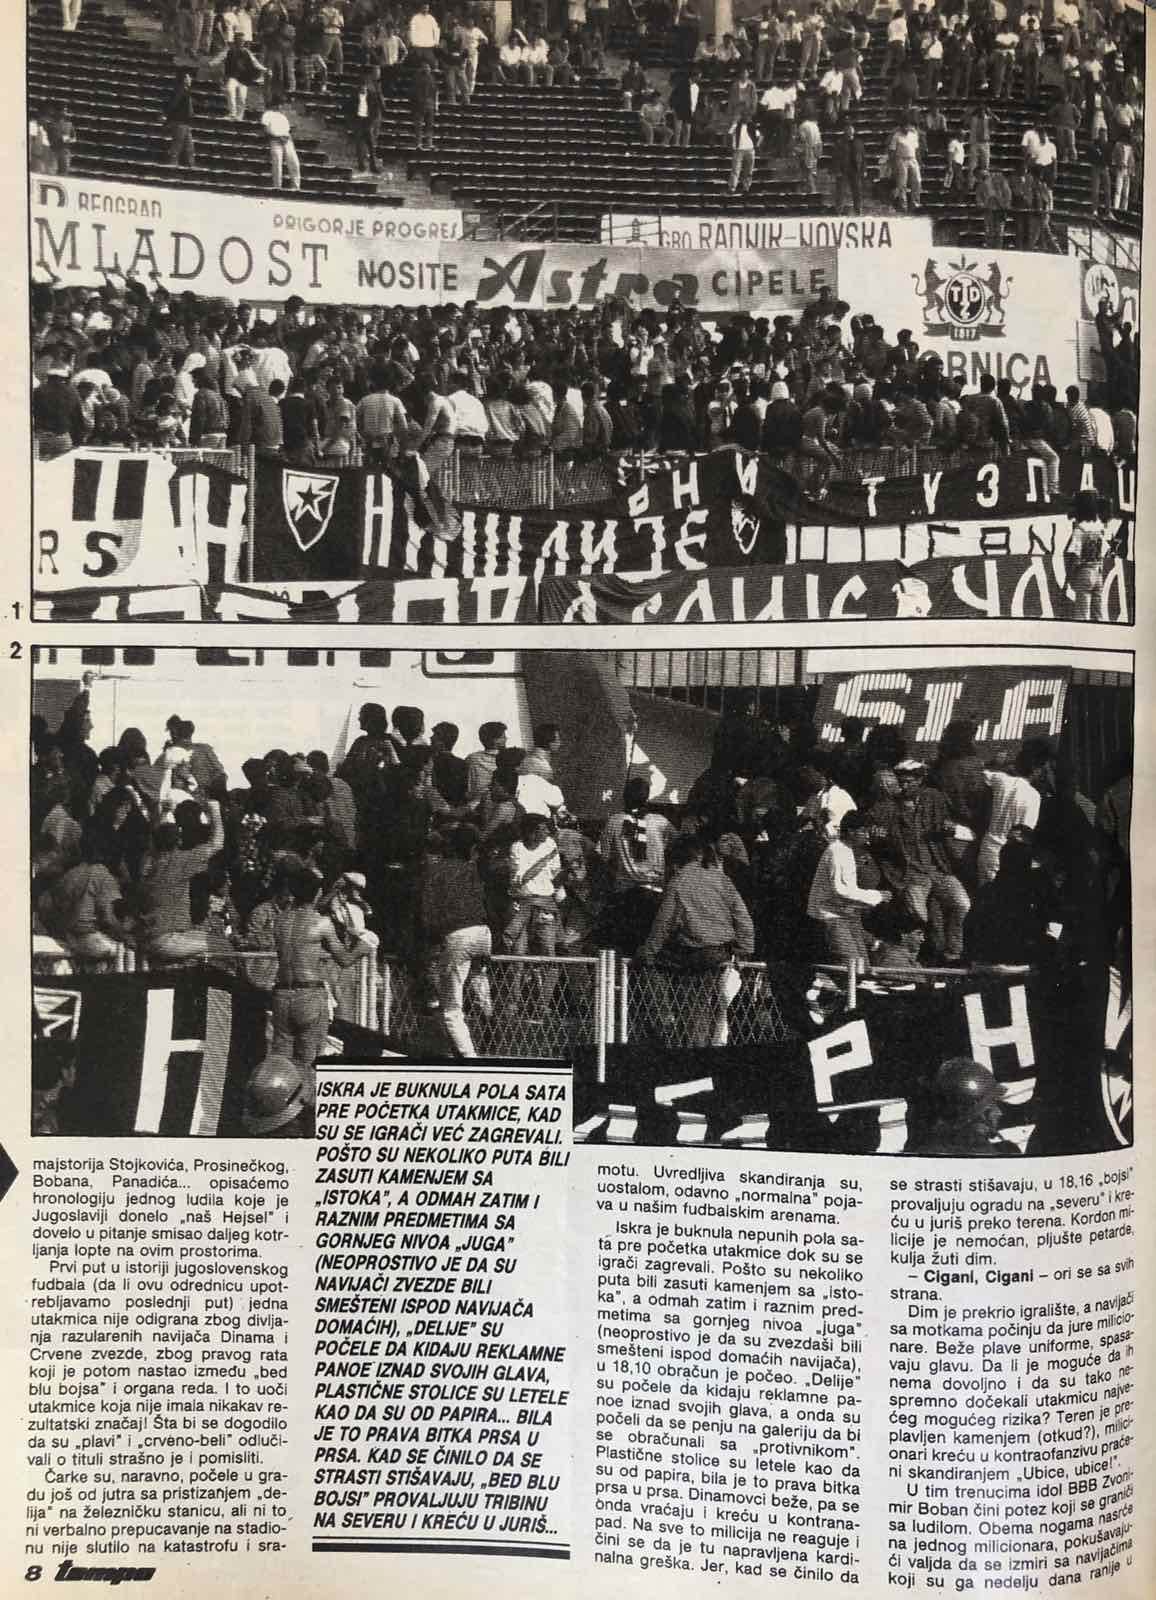 D BEOGRAD
PRIGORJE PROGRES
GRO RADNIK-NOVSKA
MLADOST
NOSITE Astra CIPELE
TDZ
1817
ORNICA
RS
Н
Н
ВНИ
ТУЗЛАЦ
1
2
SLA
Н
РНИ
ISKRA JE BUKNULA POLA SATA
PRE POČETKA UTAKMICE, KAD
SU SE IGRAČI VEĆ ZAGREVALI.
POŠTO SU NEKOLIKO PUTA BILI
ZASUTI KAMENJEM SA
„ISTOKA", A ODMAH ZATIM I
RAZNIM PREDMETIMA SA
GORNJEG NIVOA „JUGA"
(NEOPROSTIVO JE DA SU
NAVIJAČI ZVEZDE BILI
SMEŠTENI ISPOD NAVIJAČA
DOMAĆIH), „DELIJE" SU
POČELE DA KIDAJU REKLAMNE
PANOE IZNAD SVOJIH GLAVA,
PLASTIČNE STOLICE SU LETELE
KAO DA SU OD PAPIRA... BILA
JE TO PRAVA BITKA PRSA U
PRSA. KAD SE ČINILO DA SE
STRASTI STIŠAVAJU, „BED BLU
BOJSI" PROVALJUJU TRIBINU
NA SEVERU I KREĆU U JURIŠ...
majstorija Stojkovića, Prosinečkog,
Bobana, Panadića... opisaćemo
hronologiju jednog ludila koje je
Jugoslaviji donelo „naš Hejsel" i
dovelo u pitanje smisao daljeg kotr-
ljanja lopte na ovim prostorima.
Prvi put u istoriji jugoslovenskog
fudbala (da li ovu odrednicu upot-
rebljavamo poslednji put) jedna
utakmica nije odigrana zbog divlja-
nja razularenih navijača Dinama i
Crvene zvezde, zbog pravog rata
koji je potom nastao između „bed
blu bojsa" i organa reda. I to uoči
utakmice koja nije imala nikakav re-
zultatski značaj! Šta bi se dogodilo
da su „plavi" i „crveno-beli" odluči-
vali o tituli strašno je i pomisliti.
Čarke su, naravno, počele u gra-
du još od jutra sa pristizanjem „de-
lija" na železničku stanicu, ali ni to,
ni verbalno prepucavanje na stadio-
nu nije slutilo na katastrofu i sra-
motu. Uvredljiva skandiranja su,
uostalom, odavno „normalna" poja-
va u našim fudbalskim arenama.
Iskra je buknula nepunih pola sa-
ta pre početka utakmice dok su se
igrači zagrevali. Pošto su nekoliko
puta bili zasuti kamenjem sa „isto-
ka", a odmah zatim i raznim pred-
metima sa gornjeg nivoa „juga"
(neoprostivo je da su zvezdaši bili
smešteni ispod domaćih navijača),
u 18,10 obračun je počeo. „Delije"
su počele da kidaju reklamne pa-
noe iznad svojih glava, a onda su
počeli da se penju na galeriju da bi
se obračunali sa „protivnikom".
Plastične stolice su letele kao da
su od papira, bila je to prava bitka
prsa u prsa. Dinamovci beže, pa se
onda vraćaju i kreću u kontrana-
pad. Na sve to milicija ne reaguje i
čini se da je tu napravljena kardi-
nalna greška. Jer, kad se činilo da
se strasti stišavaju, u 18,16 „bojsi"
provaljuju ogradu na „severu" i kre-
ću u juriš preko terena. Kordon mi-
licije je nemoćan, pljušte petarde,
kulja žuti dim.
– Cigani, Cigani – ori se sa svih
strana.
Dim je prekrio igralište, a navijači
sa motkama počinju da jure milicio-
nare. Beže plave uniforme, spasa-
vaju glavu. Da li je moguće da ih
nema dovoljno i da su tako ne-
spremno dočekali utakmicu najve-
ćeg mogućeg rizika? Teren je pre-
plavljen kamenjem (otkud?), milici-
onari kreću u kontraofanzivu praće-
ni skandiranjem „Ubice, ubice!".
U tim trenucima idol BBB Zvoni-
mir Boban čini potez koji se graniči
sa ludilom. Obema nogama nasrće
na jednog milicionara, pokušavaju-
ći valjda da se izmiri sa navijačima
koji su ga nedelju dana ranije u
8 tempo